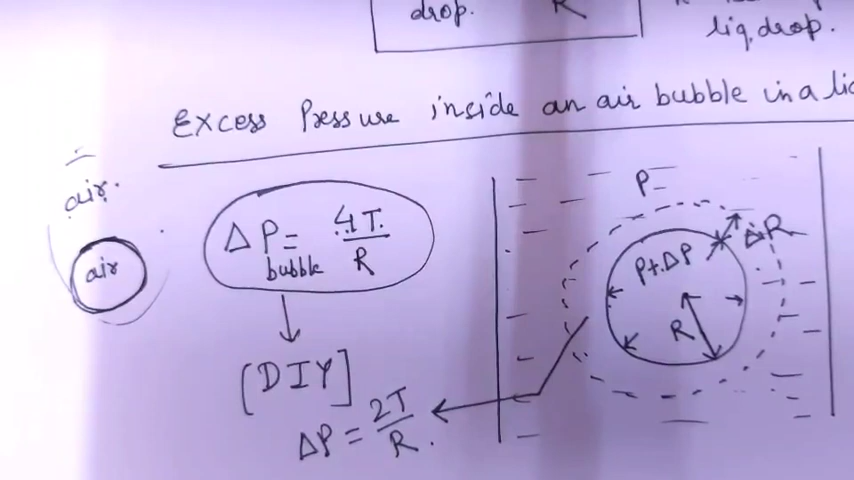 drop. R
liq. drop.
Excess Pressure inside an air bubble in a
air.
air
ΔP bubble = 4T/R
[DIY]
ΔP = 2T/R.
P
P+ΔP
ΔR
R